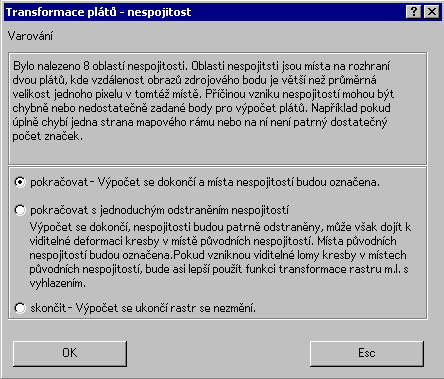 Transformace plátů - nespojitost
Varování
Bylo nalezeno 8 oblastí nespojitosti. Oblasti nespojitsti jsou místa na rozhraní
dvou plátů, kde vzdálenost obrazů zdrojového bodu je větší než průměrná
velikost jednoho pixelu v tomtéž místě. Příčinou vzniku nespojitostí mohou být
chybně nebo nedostatečně zadané body pro výpočet plátů. Například pokud
úplně chybí jedna strana mapového rámu nebo na ní není patrný dostatečný
počet značek.
pokračovat- Výpočet se dokončí a místa nespojitostí budou označena.
pokračovat s jednoduchým odstraněním nespojitostí
Výpočet se dokončí, nespojitosti budou patrně odstraněny, může však dojít k
viditelné deformaci kresby v místě původních nespojitostí. Místa původních
nespojitostí budou označena.Pokud vzniknou viditelné lomy kresby v místech
původních nespojitostí, bude asi lepší použít funkci transformace rastru m.l. s
vyhlazením.
skončit- Výpočet se ukončí rastr se nezmění.
OK
Esc